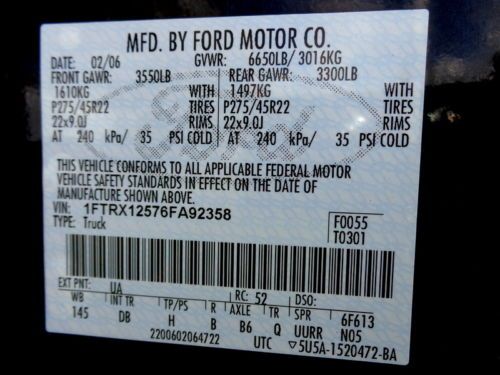 MFD. BY FORD MOTOR CO.
DATE: 02/06 GVWR: 6650LB/ 3016KG
FRONT GAWR: 3550LB REAR GAWR: 3300LB
1610KG 1497KG
P275/45R22 TIRES P275/45R22 TIRES
22x9.0J RIMS 22x9.0J RIMS
AT 240 kPa/ 35 PSI COLD AT 240 kPa/ 35 PSI COLD
THIS VEHICLE CONFORMS TO ALL APPLICABLE FEDERAL MOTOR
VEHICLE SAFETY STANDARDS IN EFFECT ON THE DATE OF
MANUFACTURE SHOWN ABOVE.
VIN: 1FTRX12576FA92358 F0055
TYPE: Truck T0301
EXT PNT: UA RC: 52 DSO:
WB INT TR TP/PS R AXLE TR SPR 6F613
145 DB H B B6 Q UURR N05
2200602064722 UTC ▽5U5A-1520472-BA